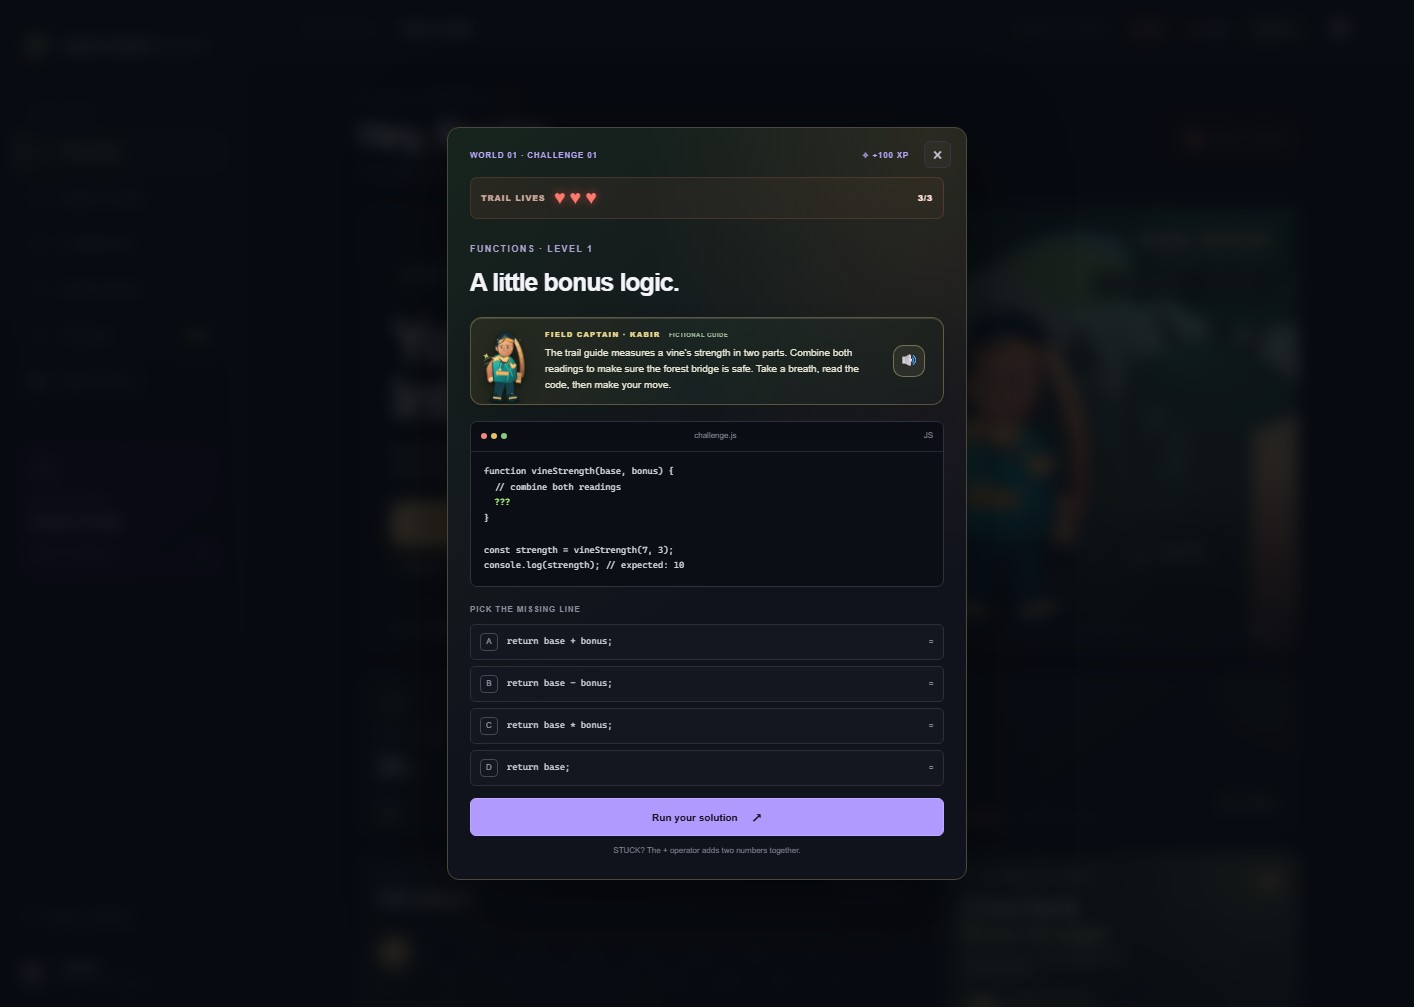 WORLD 01 · CHALLENGE 01
✧ +100 XP
×
TRAIL LIVES ♥ ♥ ♥
3/3
FUNCTIONS · LEVEL 1
A little bonus logic.
FIELD CAPTAIN · KABIR FICTIONAL GUIDE
The trail guide measures a vine's strength in two parts. Combine both
readings to make sure the forest bridge is safe. Take a breath, read the
code, then make your move.
challenge.js
JS
function vineStrength(base, bonus) {
// combine both readings
???
}
const strength = vineStrength(7, 3);
console.log(strength); // expected: 10
PICK THE MISSING LINE
A return base + bonus;
B return base − bonus;
C return base * bonus;
D return base;
Run your solution ↗
STUCK? The + operator adds two numbers together.